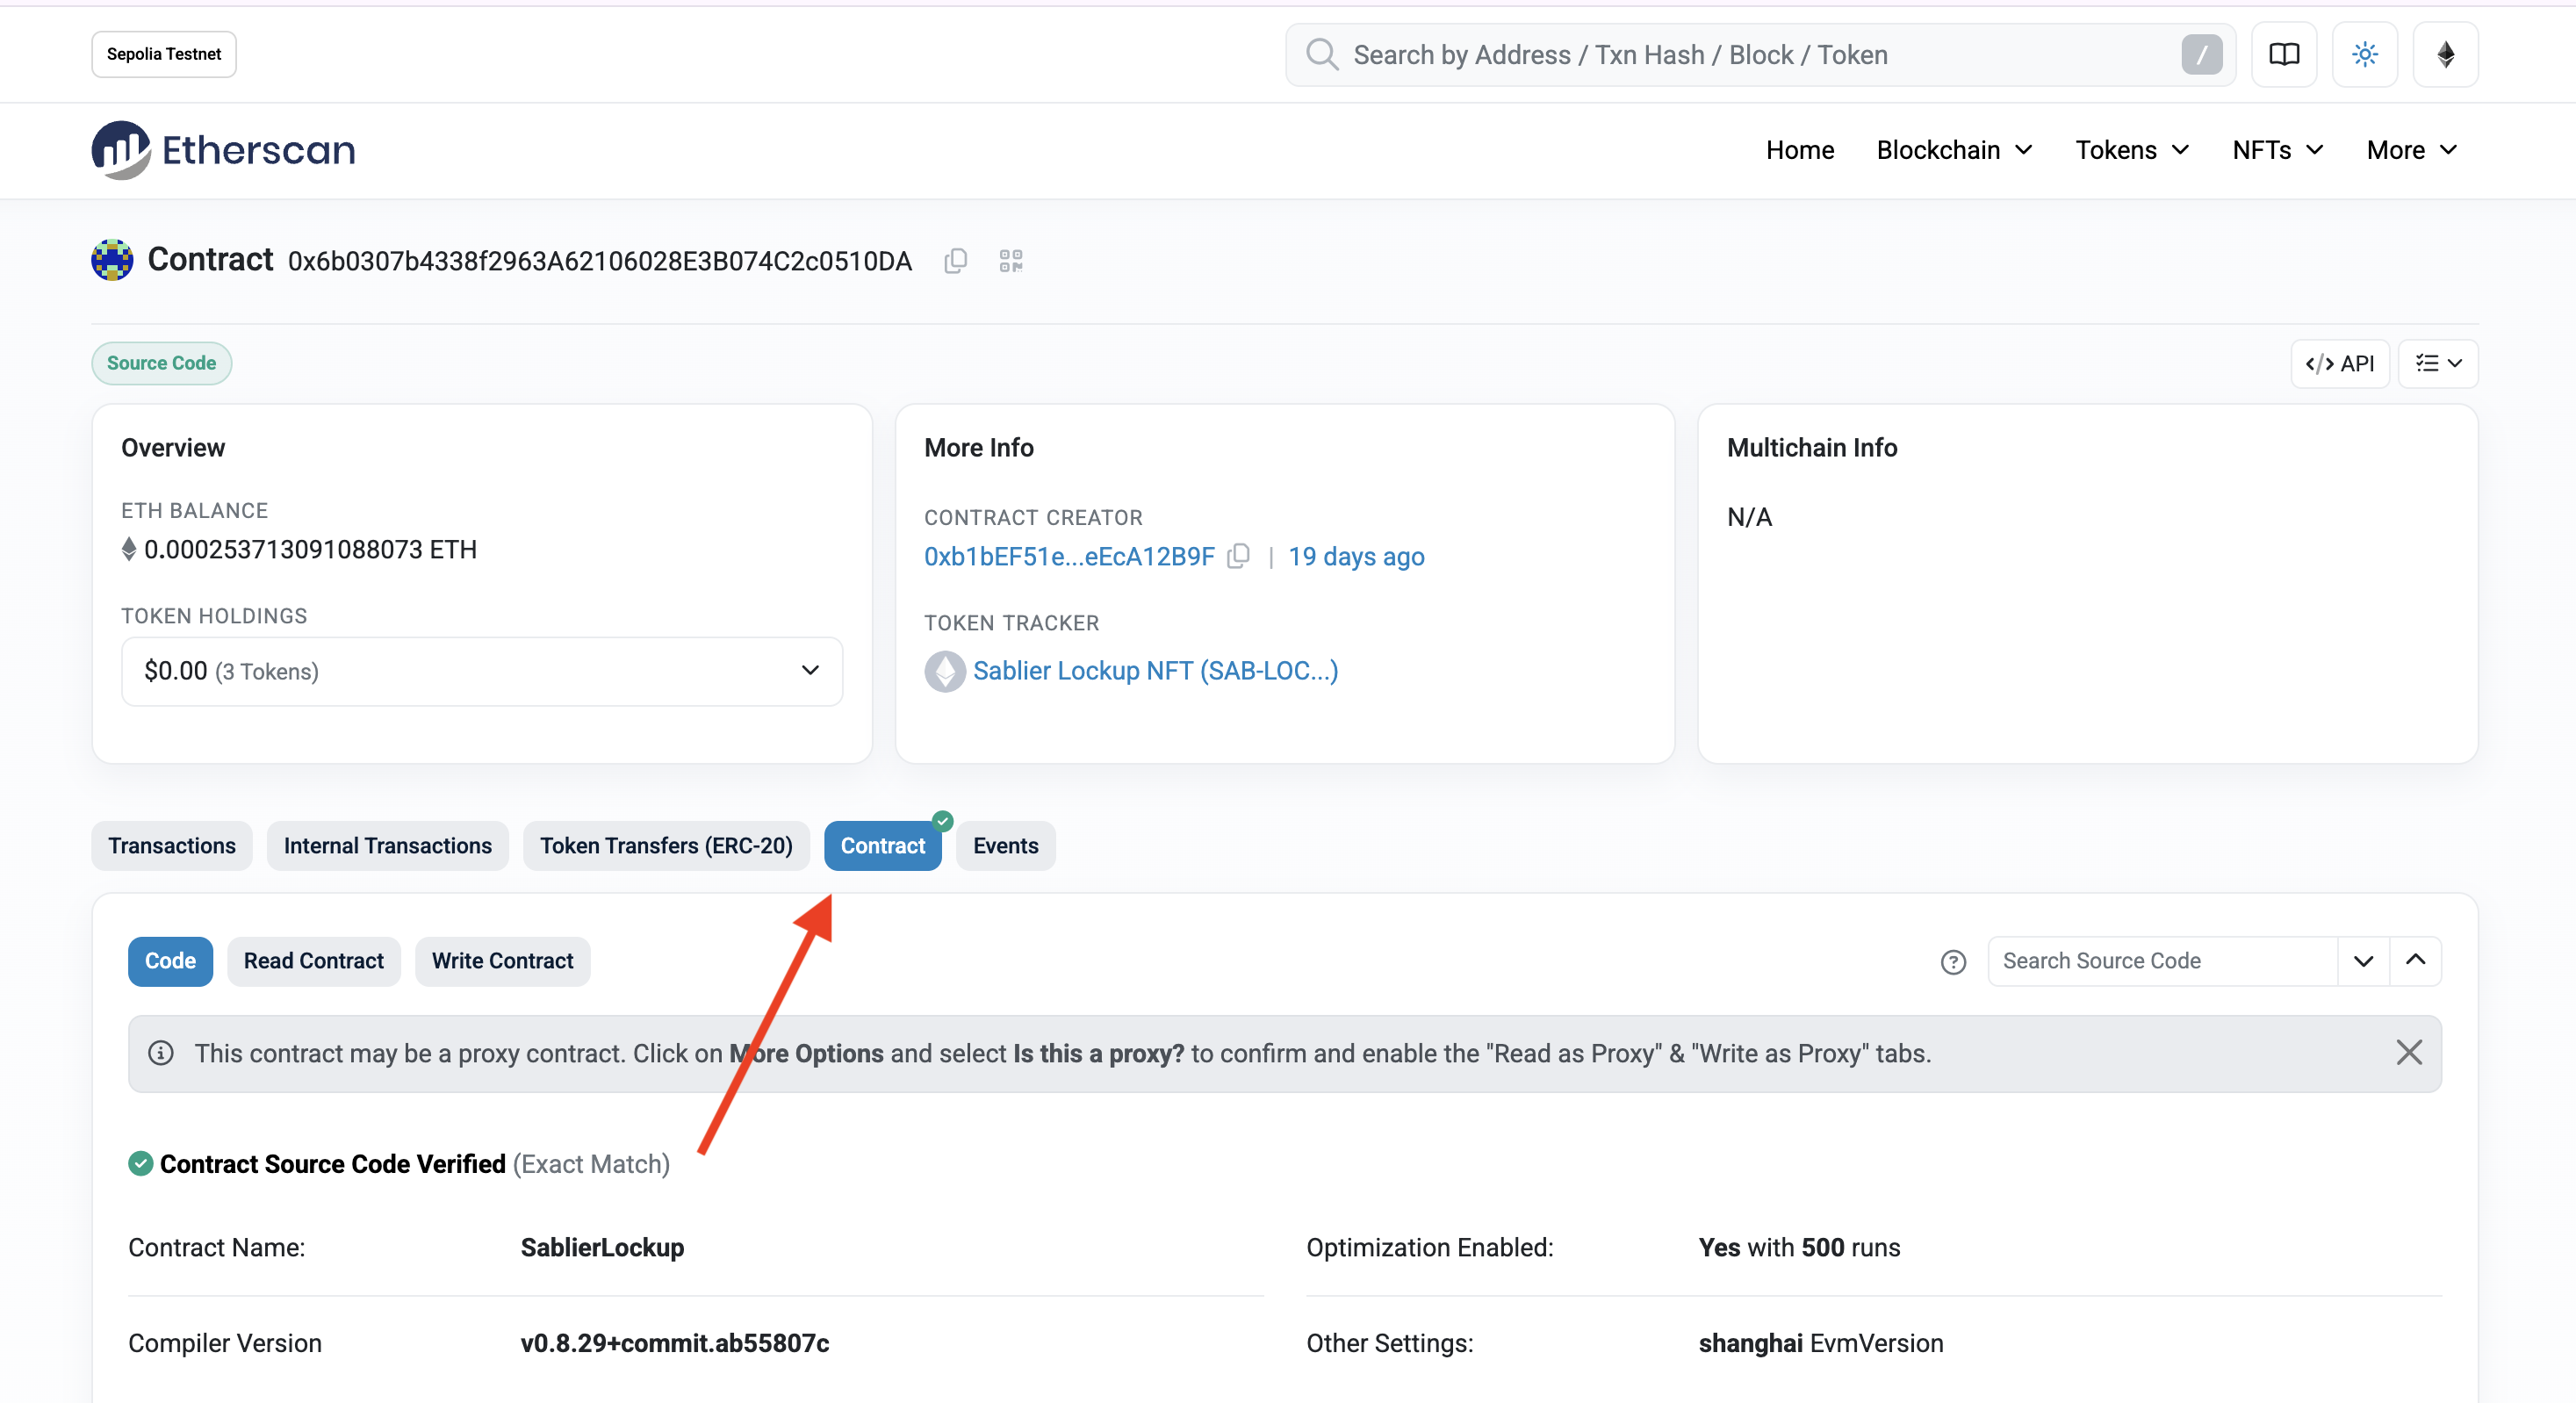 Sepolia Testnet
Search by Address / Txn Hash / Block / Token /
Etherscan
Home Blockchain Tokens NFTs More
Contract 0x6b0307b4338f2963A62106028E3B074C2c0510DA
Source Code
</> API
Overview
ETH BALANCE
0.000253713091088073 ETH
TOKEN HOLDINGS
$0.00 (3 Tokens)
More Info
CONTRACT CREATOR
0xb1bEF51e...eEcA12B9F | 19 days ago
TOKEN TRACKER
Sablier Lockup NFT (SAB-LOC...)
Multichain Info
N/A
Transactions Internal Transactions Token Transfers (ERC-20) Contract Events
Code Read Contract Write Contract
Search Source Code
This contract may be a proxy contract. Click on More Options and select Is this a proxy? to confirm and enable the "Read as Proxy" & "Write as Proxy" tabs.
Contract Source Code Verified (Exact Match)
Contract Name: SablierLockup
Optimization Enabled: Yes with 500 runs
Compiler Version v0.8.29+commit.ab55807c
Other Settings: shanghai EvmVersion